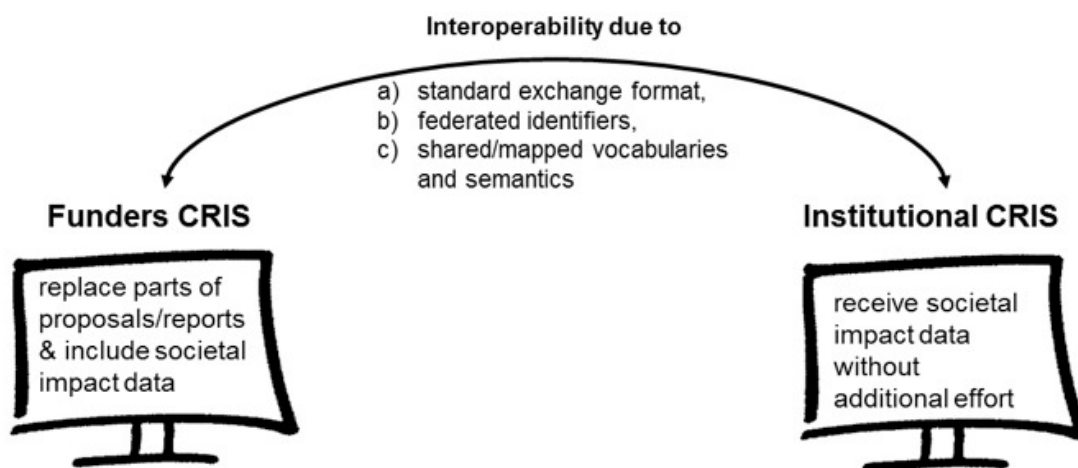 Interoperability due to
a) standard exchange format,
b) federated identifiers,
c) shared/mapped vocabularies
and semantics
Funders CRIS
replace parts of
proposals/reports
& include societal
impact data
Institutional CRIS
receive societal
impact data
without
additional effort